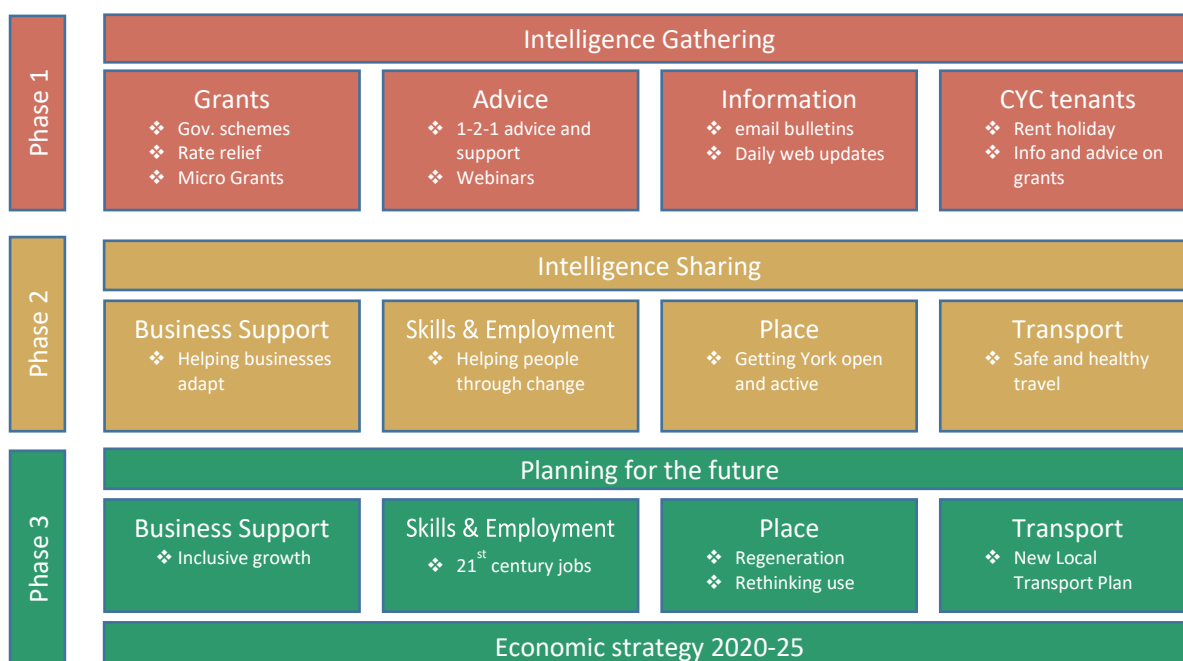 Phase 1
Intelligence Gathering
Grants
❖ Gov. schemes
❖ Rate relief
❖ Micro Grants
Advice
❖ 1-2-1 advice and
support
❖ Webinars
Information
❖ email bulletins
❖ Daily web updates
CYC tenants
❖ Rent holiday
❖ Info and advice on
grants
Phase 2
Intelligence Sharing
Business Support
❖ Helping businesses
adapt
Skills & Employment
❖ Helping people
through change
Place
❖ Getting York open
and active
Transport
❖ Safe and healthy
travel
Phase 3
Planning for the future
Business Support
❖ Inclusive growth
Skills & Employment
❖ 21st century jobs
Place
❖ Regeneration
❖ Rethinking use
Transport
❖ New Local
Transport Plan
Economic strategy 2020-25